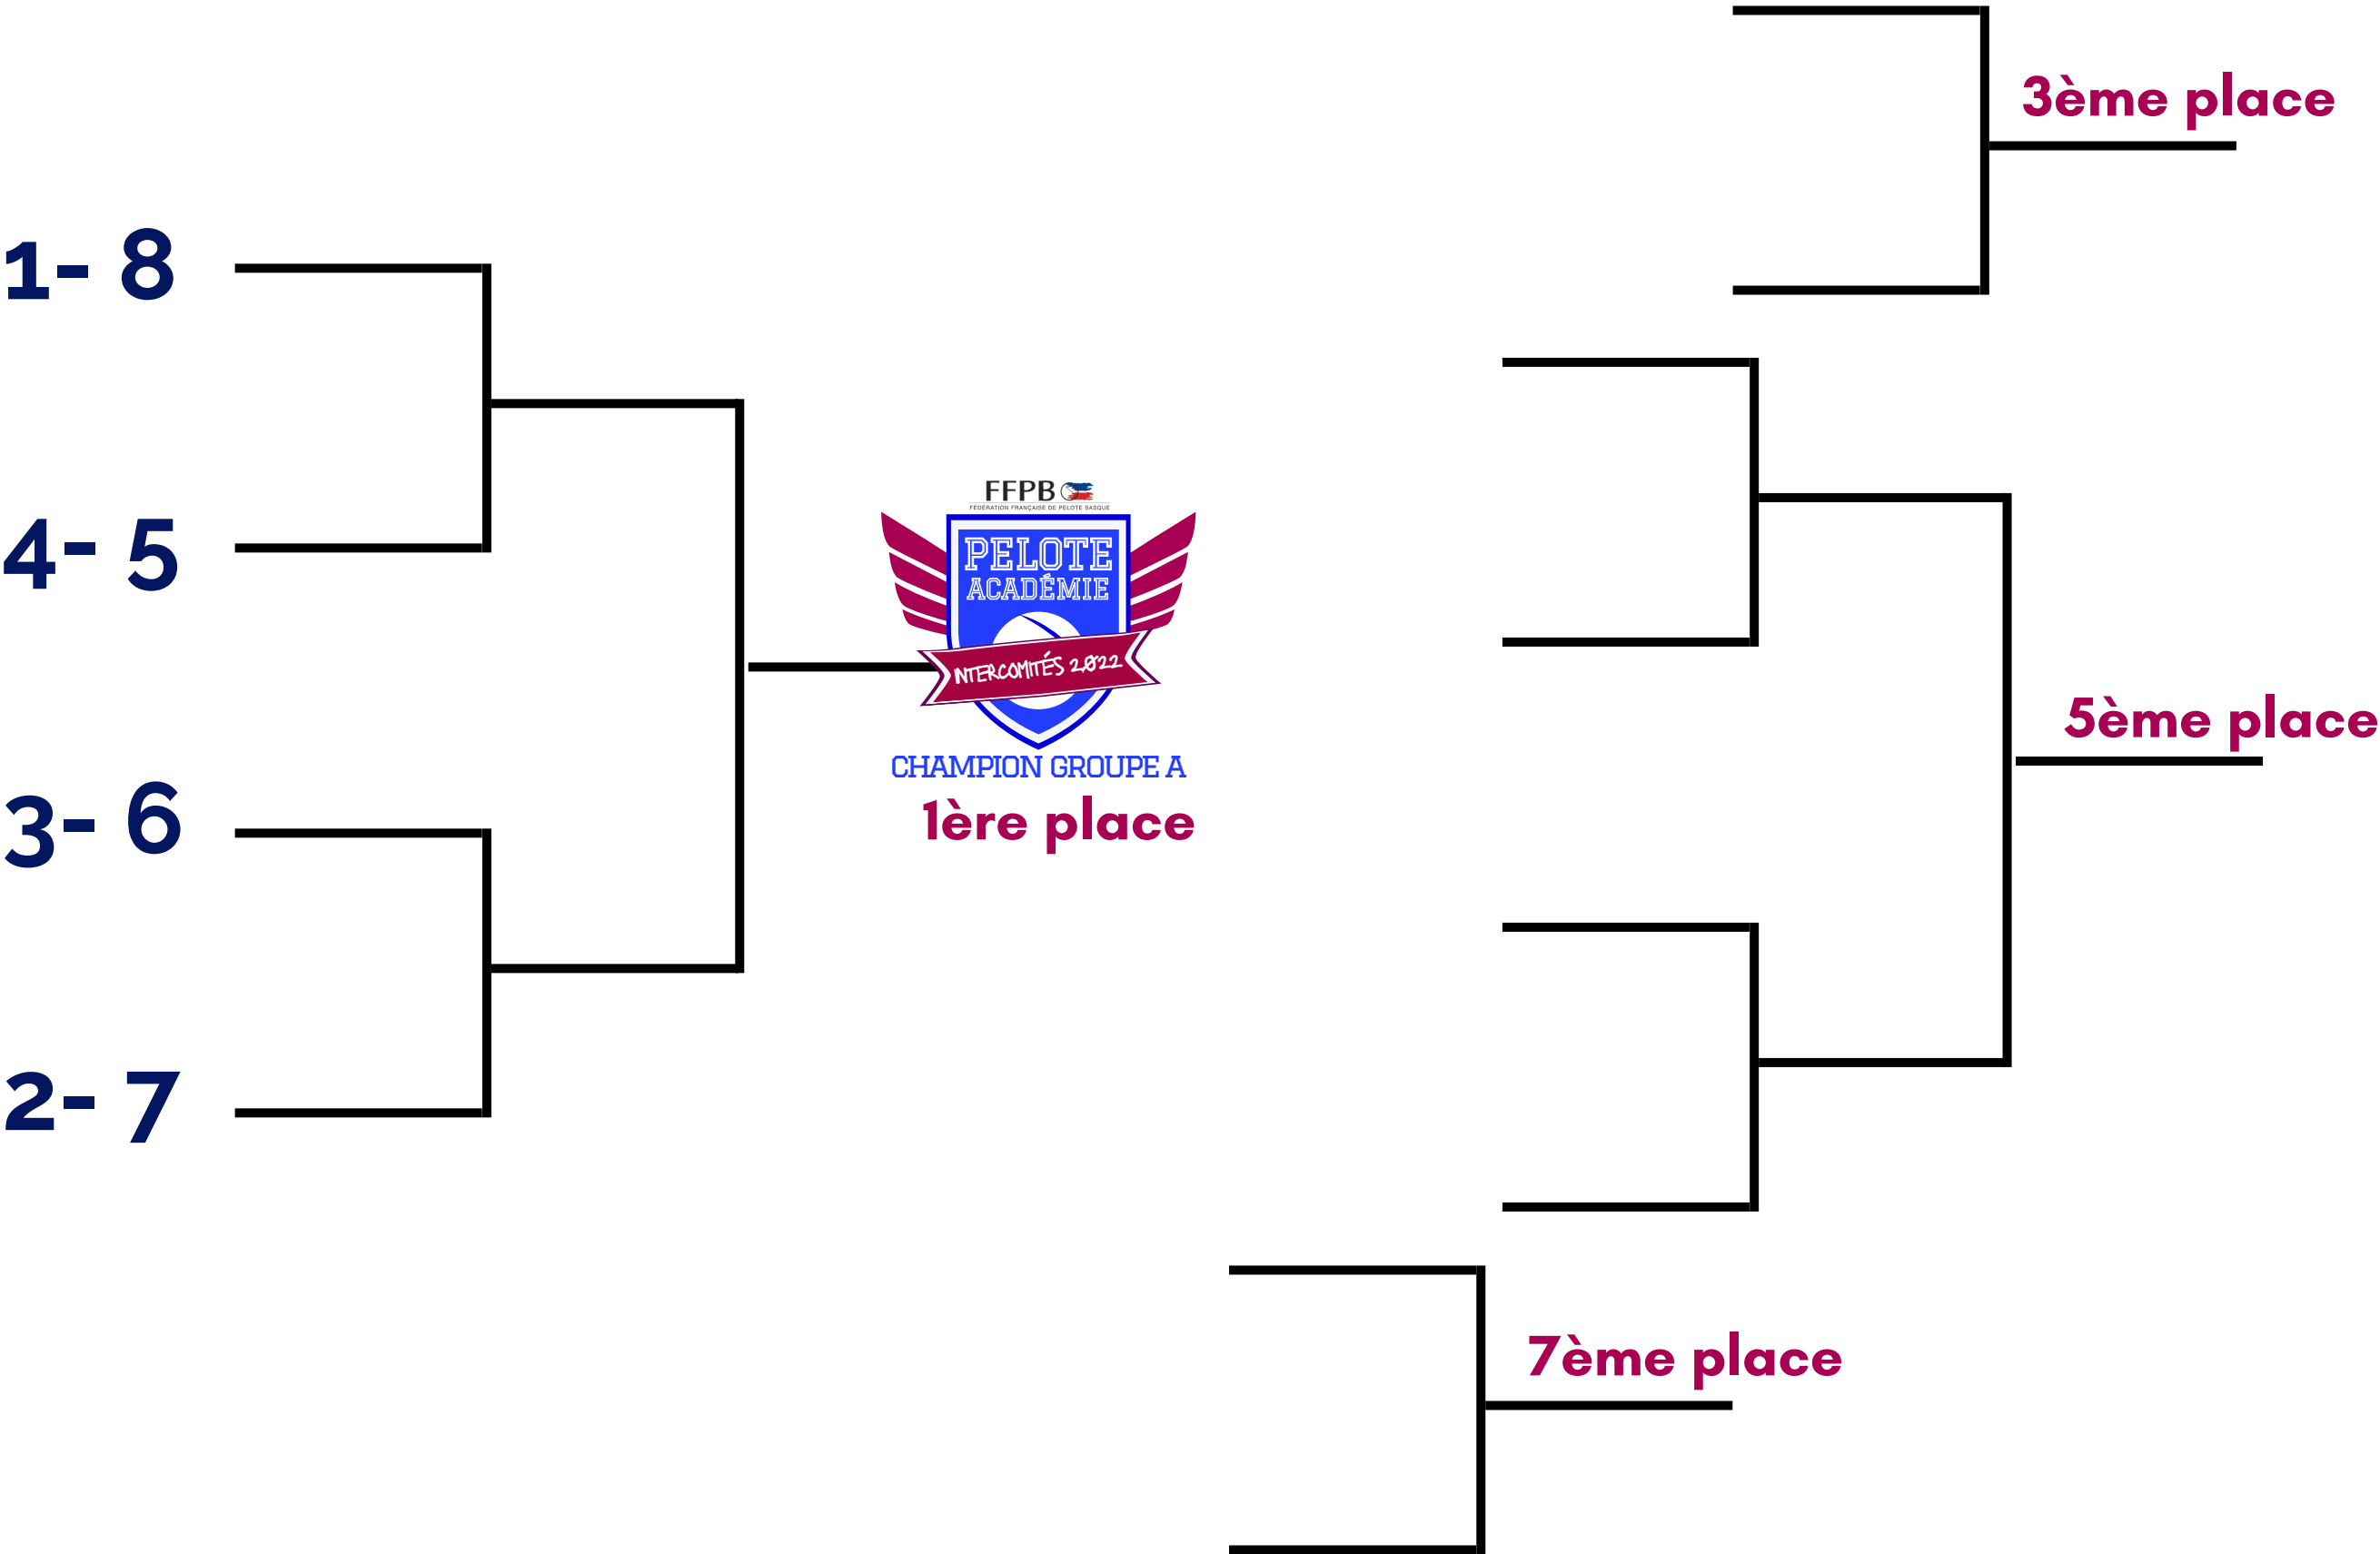 3ème place
1- 8
4- 5
FFPB
FÉDÉRATION FRANÇAISE DE PELOTE BASQUE
PELOTE
ACADÉMIE
INTERCOMITÉS 2022
CHAMPION GROUPE A
1ère place
5ème place
3- 6
2- 7
7ème place